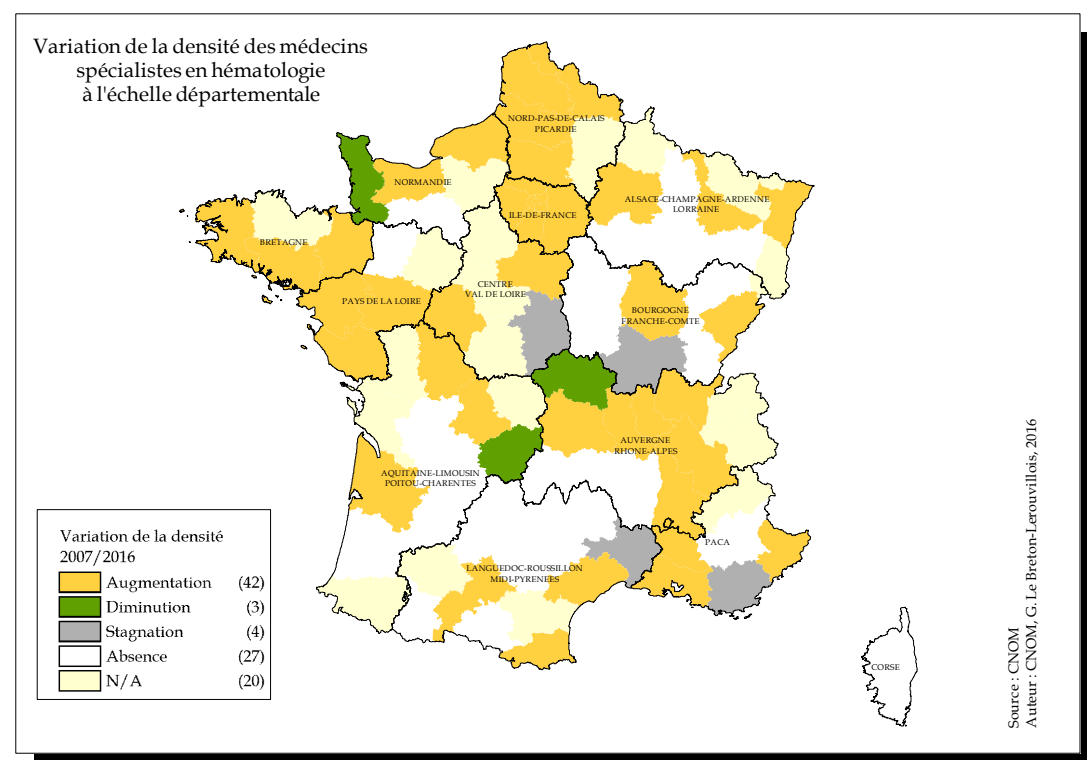 Variation de la densité des médecins
spécialistes en hématologie
à l'échelle départementale
NORD-PAS-DE-CALAIS
PICARDIE
NORMANDIE
ILE-DE-FRANCE
ALSACE-CHAMPAGNE-ARDENNE
LORRAINE
BRETAGNE
PAYS DE LA LOIRE
CENTRE
VAL DE LOIRE
BOURGOGNE
FRANCHE-COMTE
AUVERGNE
RHONE-ALPES
AQUITAINE-LIMOUSIN
POITOU-CHARENTES
LANGUEDOC-ROUSSILLON
MIDI-PYRENEES
PACA
CORSE
Variation de la densité
2007/2016
Augmentation (42)
Diminution (3)
Stagnation (4)
Absence (27)
N/A (20)
Source : CNOM
Auteur : CNOM, G. Le Breton-Lerouvillois, 2016